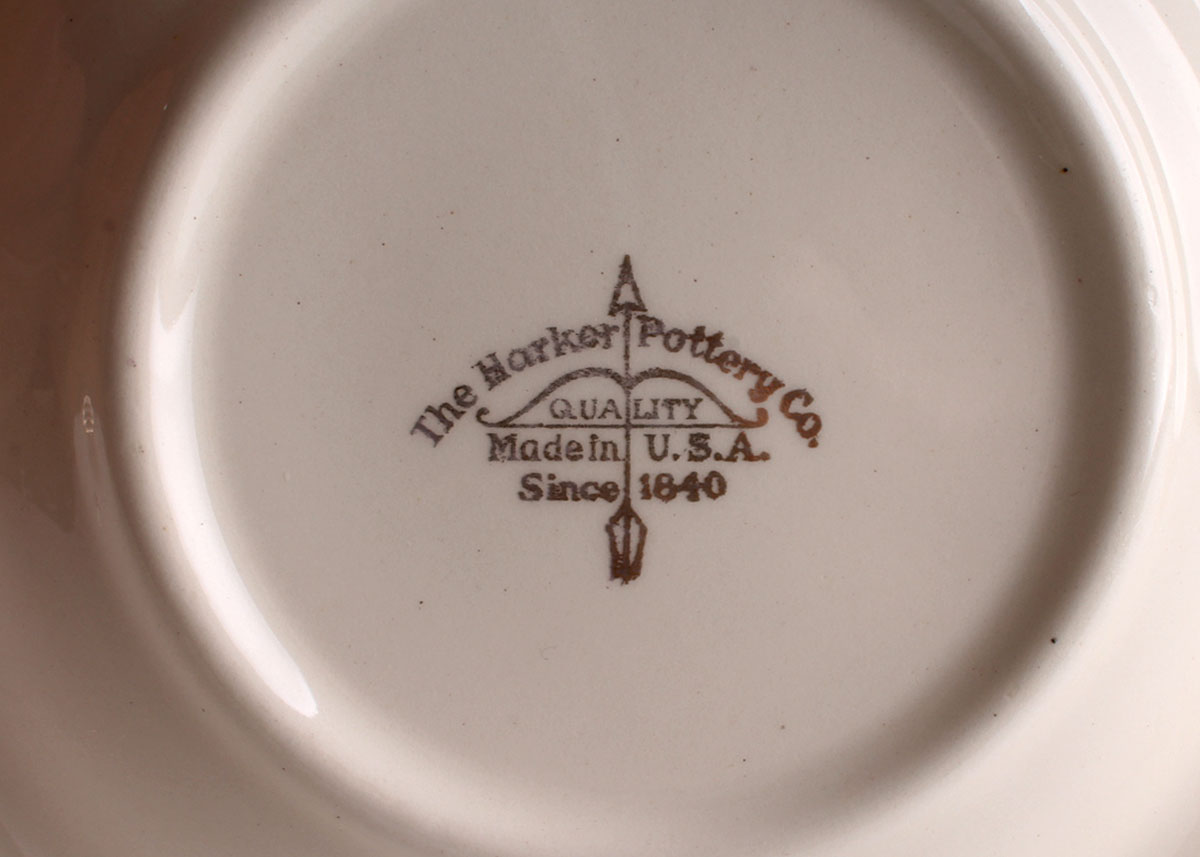 The Harker Pottery Co.
QUALITY
Made in U.S.A.
Since 1840